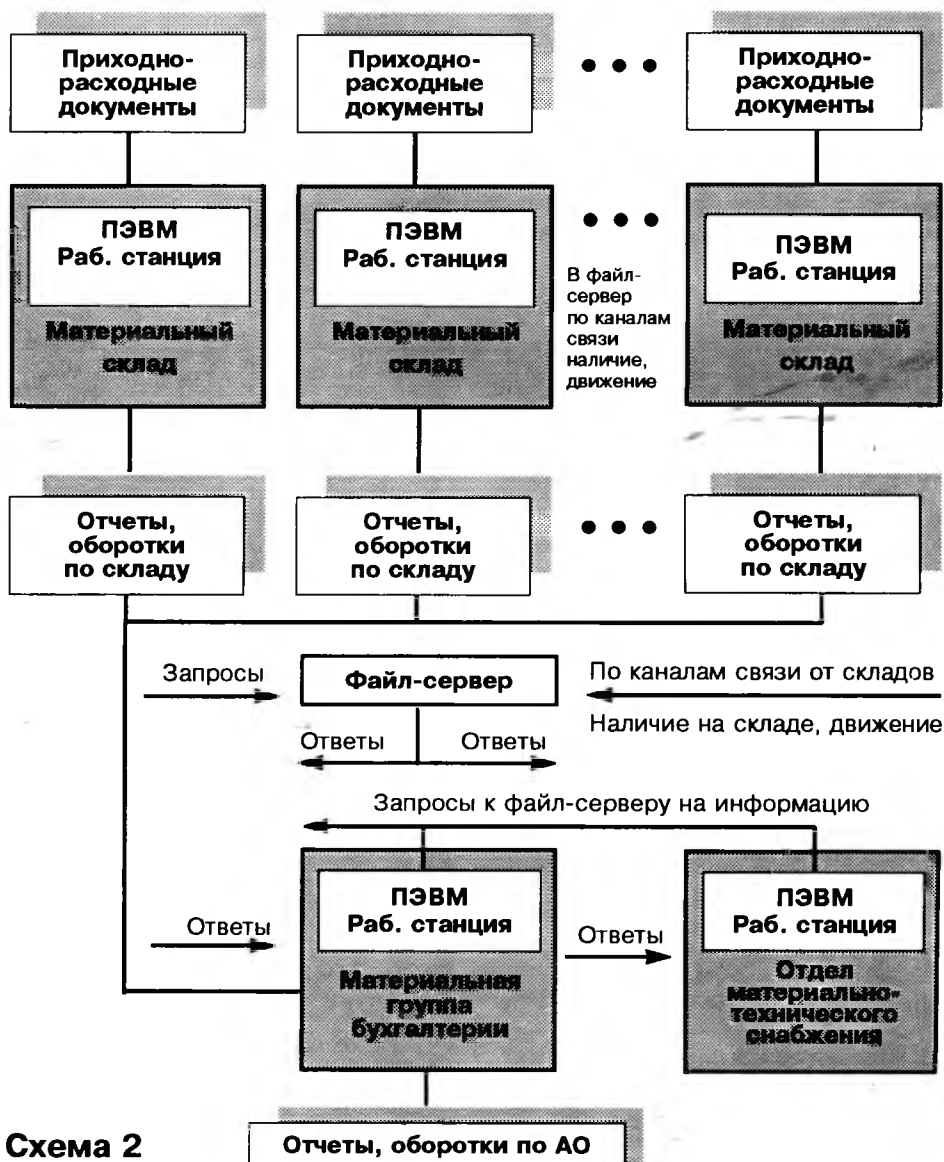 Приходно-
расходные
документы
Приходно-
расходные
документы
Приходно-
расходные
документы
ПЭВМ
Раб. станция
Материальный
склад
ПЭВМ
Раб. станция
Материальный
склад
В файл-
сервер
по каналам
связи
наличие,
движение
ПЭВМ
Раб. станция
Материальный
склад
Отчеты,
оборотки
по складу
Отчеты,
оборотки
по складу
Отчеты,
оборотки
по складу
Запросы
Файл-сервер
По каналам связи от складов
Наличие на складе, движение
Ответы
Ответы
Запросы к файл-серверу на информацию
Ответы
ПЭВМ
Раб. станция
Материальная
группа
бухгалтерии
Ответы
ПЭВМ
Раб. станция
Отдел
материально-
технического
снабжения
Схема 2
Отчеты, оборотки по АО